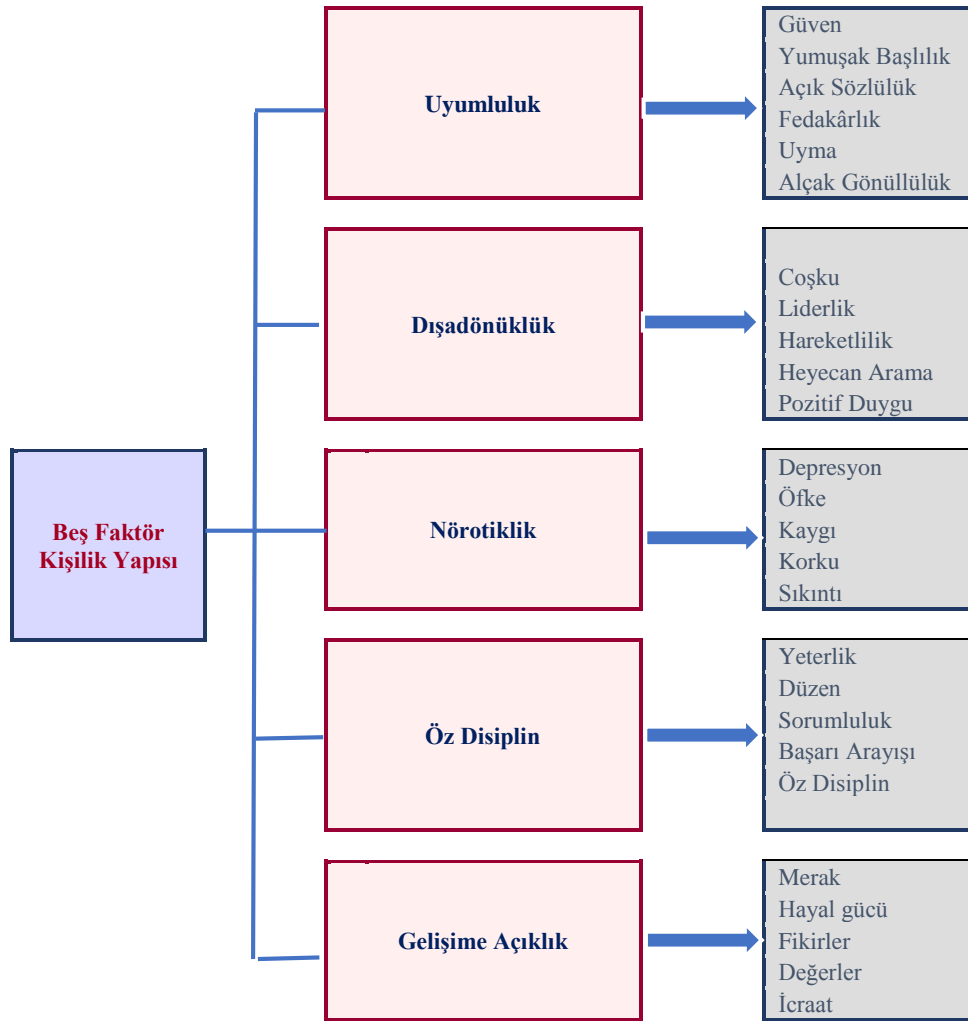 Beş Faktör
Kişilik Yapısı
Uyumluluk
Güven
Yumuşak Başlılık
Açık Sözlülük
Fedakârlık
Uyma
Alçak Gönüllülük
Dışadönüklük
Coşku
Liderlik
Hareketlilik
Heyecan Arama
Pozitif Duygu
Nörotiklik
Depresyon
Öfke
Kaygı
Korku
Sıkıntı
Öz Disiplin
Yeterlik
Düzen
Sorumluluk
Başarı Arayışı
Öz Disiplin
Gelişime Açıklık
Merak
Hayal gücü
Fikirler
Değerler
İcraat